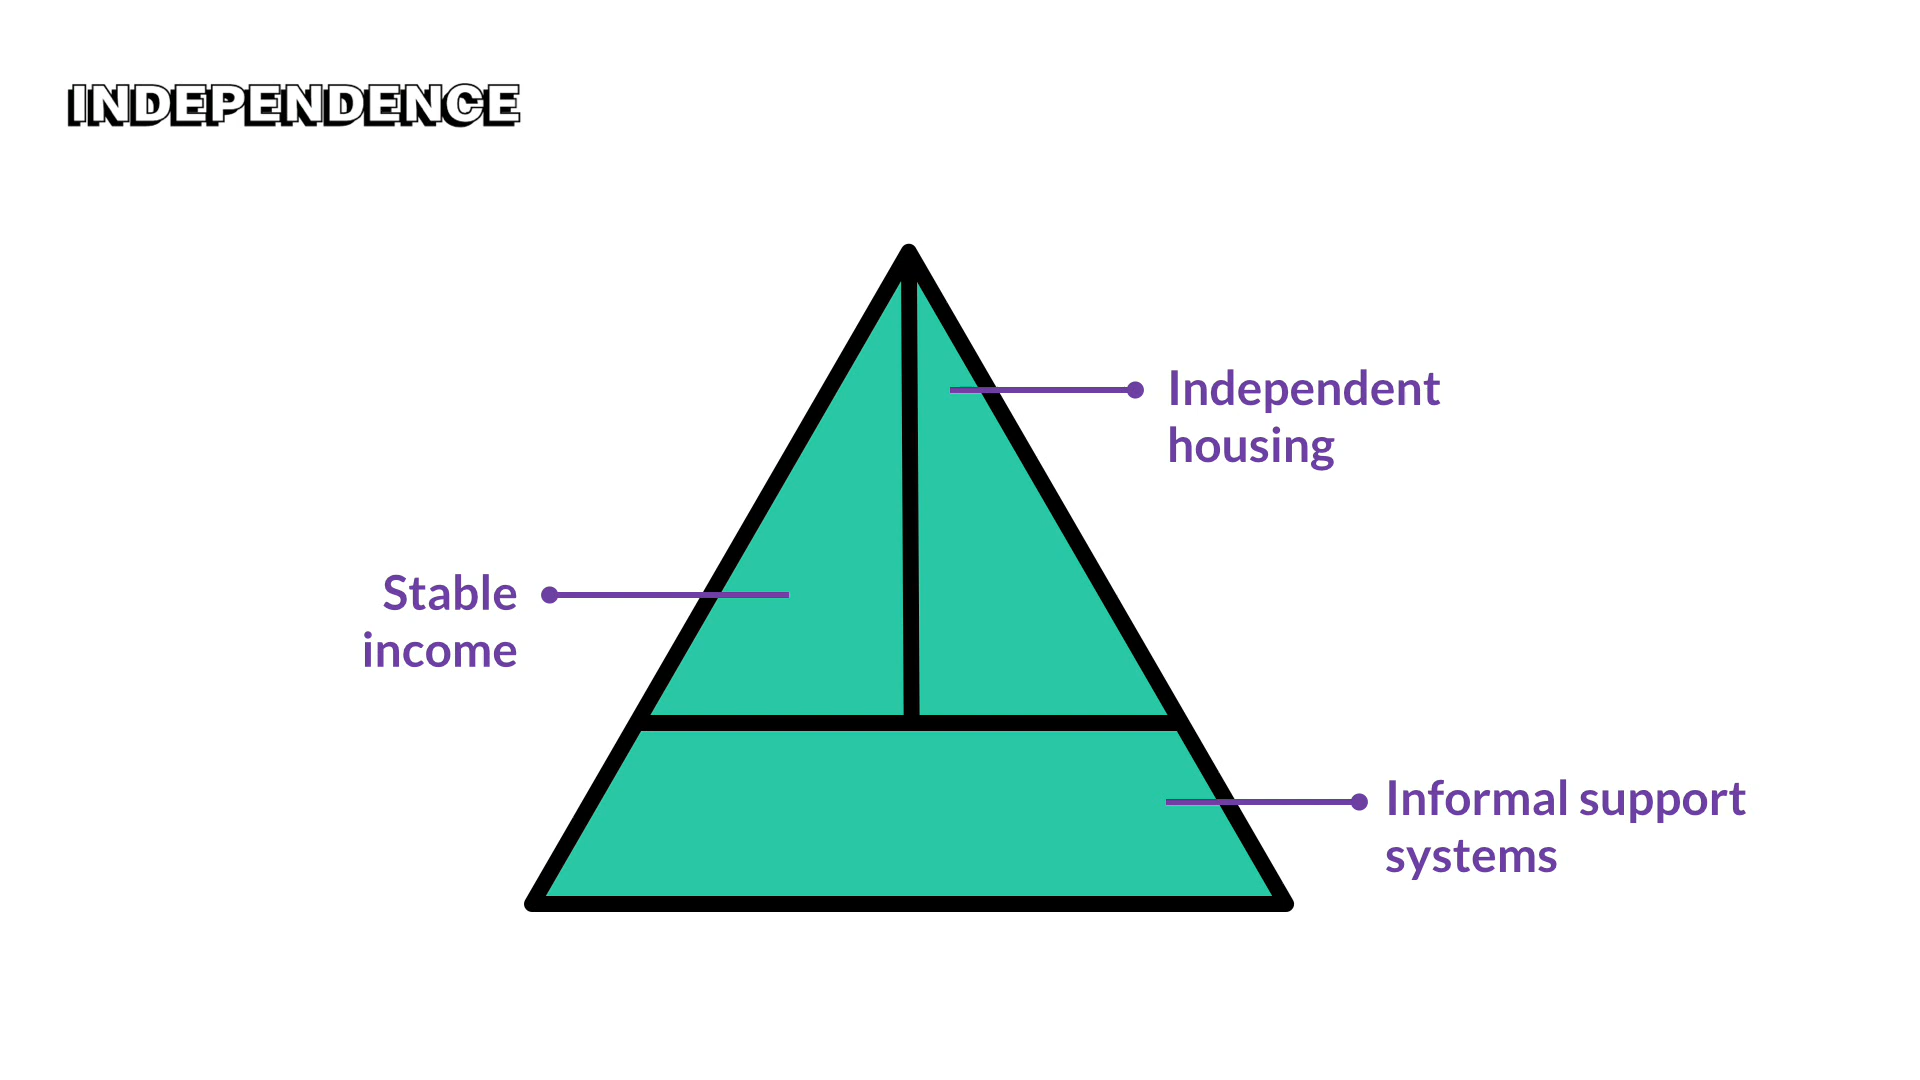 INDEPENDENCE
Independent
housing
Stable
income
Informal support
systems